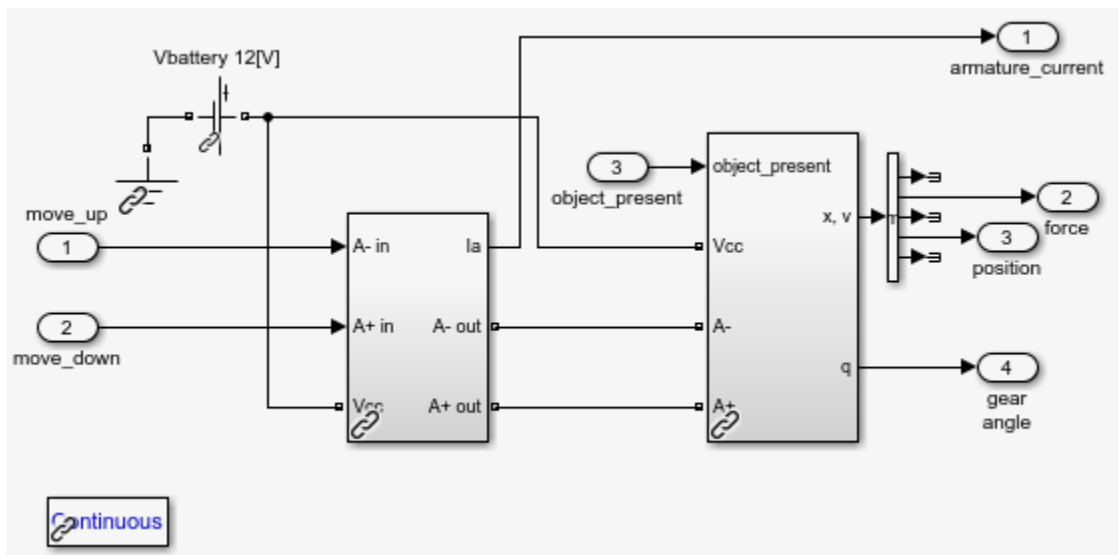 1
armature_current
Vbattery 12[V]
3
object_present
object_present
x, v
2
force
3
position
move_up
1
A- in
Ia
Vcc
2
move_down
A+ in
A- out
A-
q
4
gear
angle
Vcc
A+ out
A+
Continuous